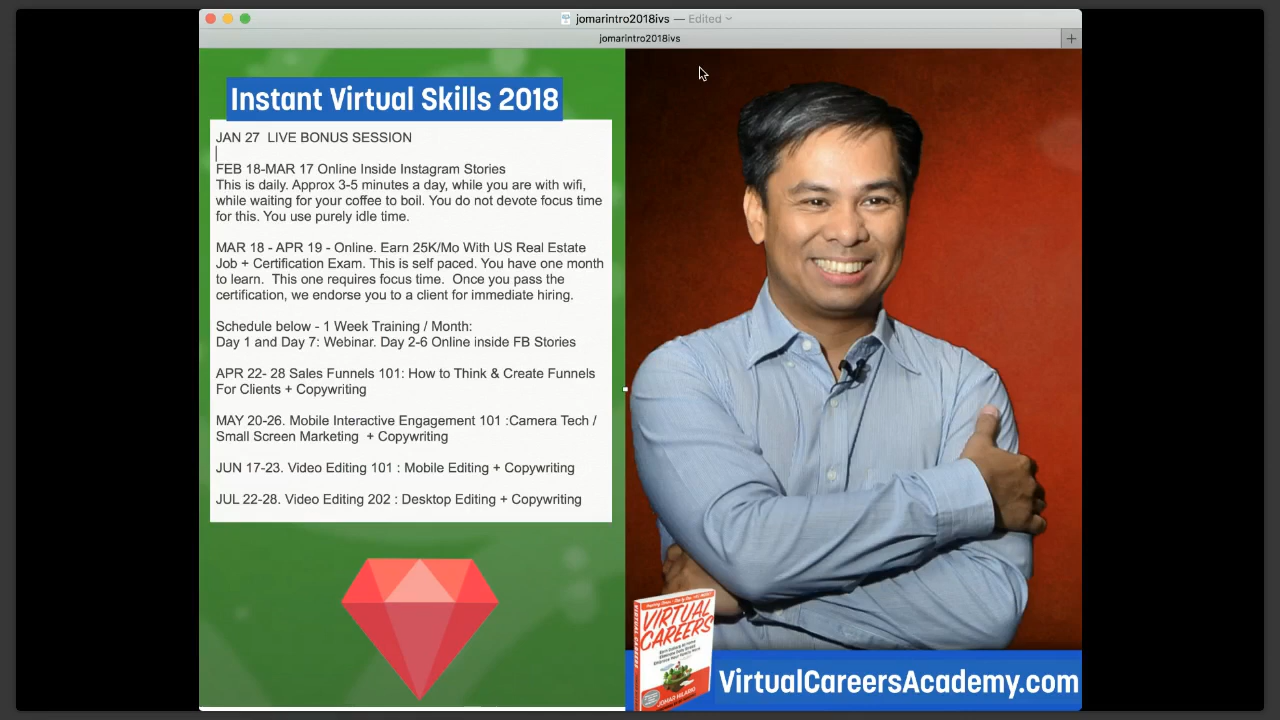 jomarintro2018ivs — Edited
jomarintro2018ivs
Instant Virtual Skills 2018
JAN 27  LIVE BONUS SESSION
FEB 18-MAR 17 Online Inside Instagram Stories
This is daily. Approx 3-5 minutes a day, while you are with wifi,
while waiting for your coffee to boil. You do not devote focus time
for this. You use purely idle time.
MAR 18 - APR 19 - Online. Earn 25K/Mo With US Real Estate
Job + Certification Exam. This is self paced. You have one month
to learn.  This one requires focus time.  Once you pass the
certification, we endorse you to a client for immediate hiring.
Schedule below - 1 Week Training / Month:
Day 1 and Day 7: Webinar. Day 2-6 Online inside FB Stories
APR 22- 28 Sales Funnels 101: How to Think & Create Funnels
For Clients + Copywriting
MAY 20-26. Mobile Interactive Engagement 101 :Camera Tech /
Small Screen Marketing  + Copywriting
JUN 17-23. Video Editing 101 : Mobile Editing + Copywriting
JUL 22-28. Video Editing 202 : Desktop Editing + Copywriting
VIRTUAL
CAREERS
JOMAR HILARIO
VirtualCareersAcademy.com